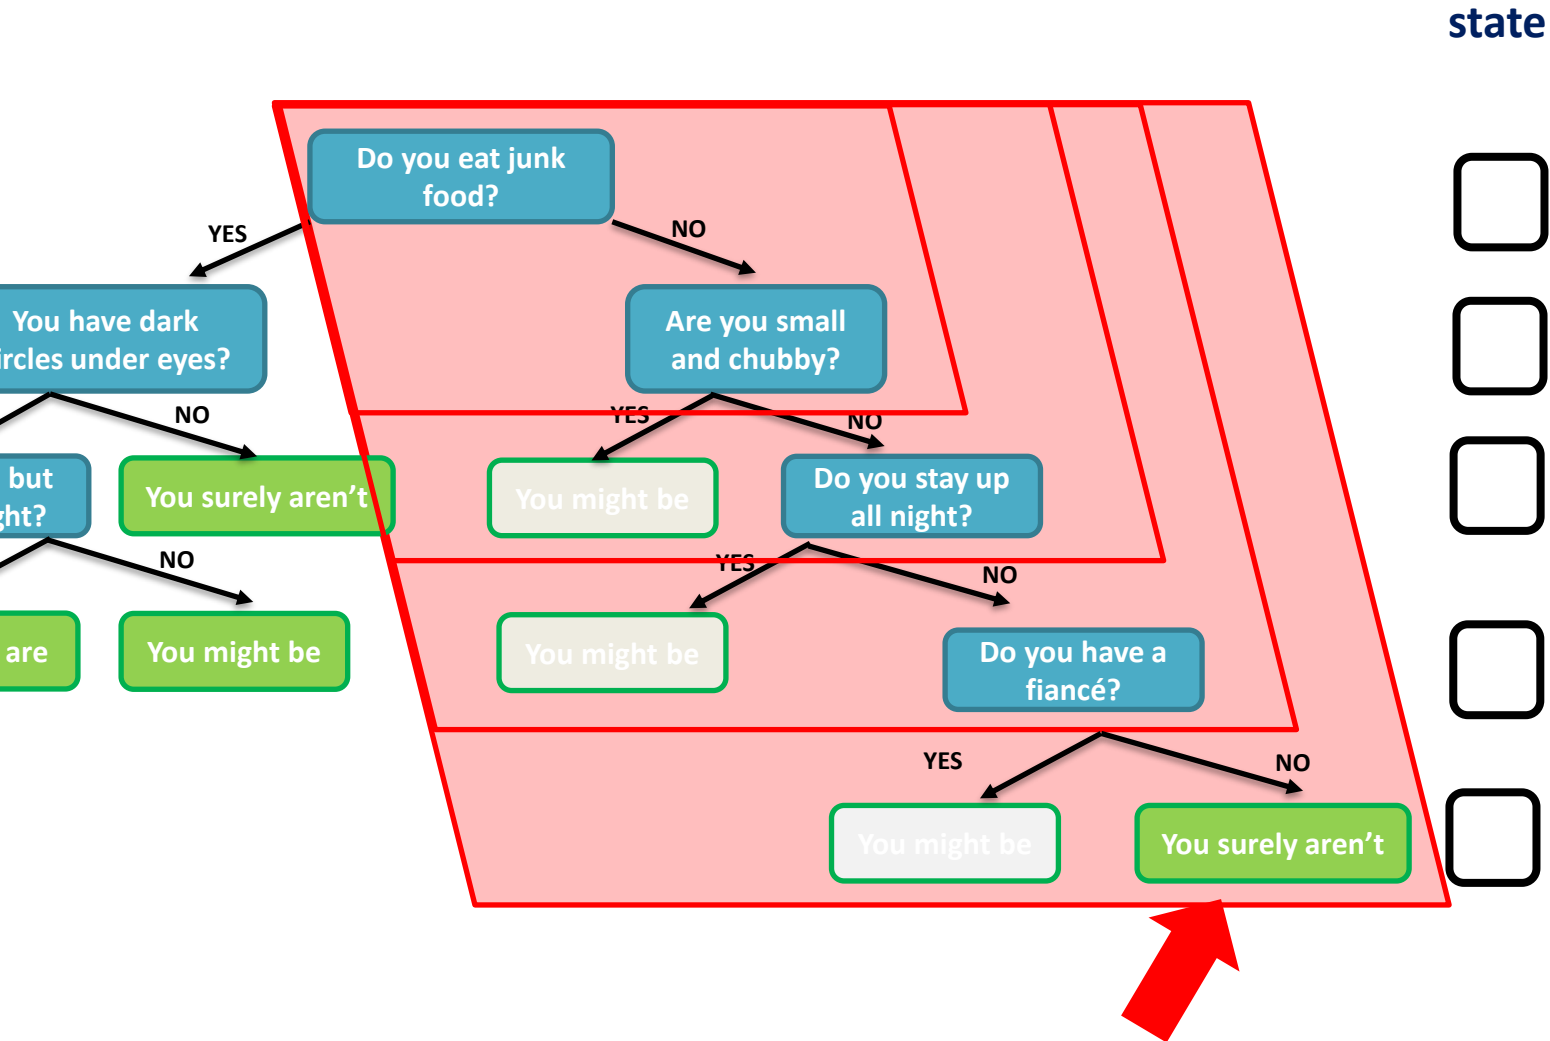 state
Do you eat junk
food?
YES
NO
You have dark
ircles under eyes?
Are you small
and chubby?
NO
YES
NO
but
ght?
You surely aren't
You might be
Do you stay up
all night?
NO
YES
NO
are
You might be
You might be
Do you have a
fiancé?
YES
NO
You might be
You surely aren't